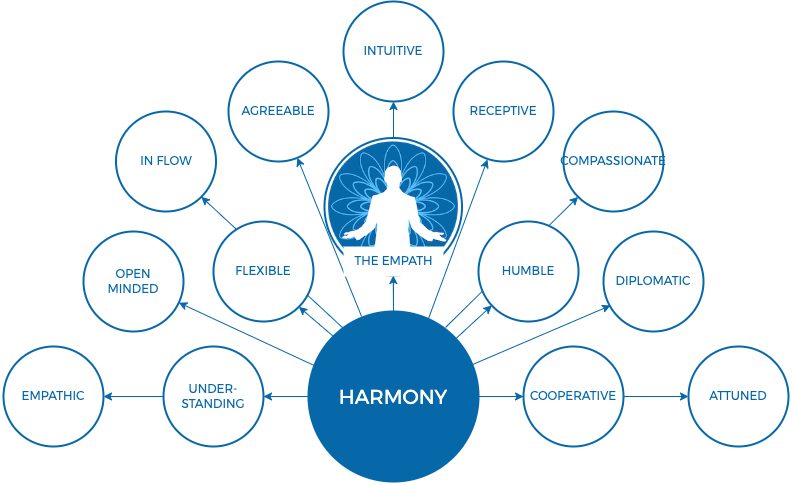 INTUITIVE
AGREEABLE
RECEPTIVE
IN FLOW
COMPASSIONATE
THE EMPATH
FLEXIBLE
HUMBLE
OPEN
MINDED
DIPLOMATIC
EMPATHIC
UNDER-
STANDING
HARMONY
COOPERATIVE
ATTUNED